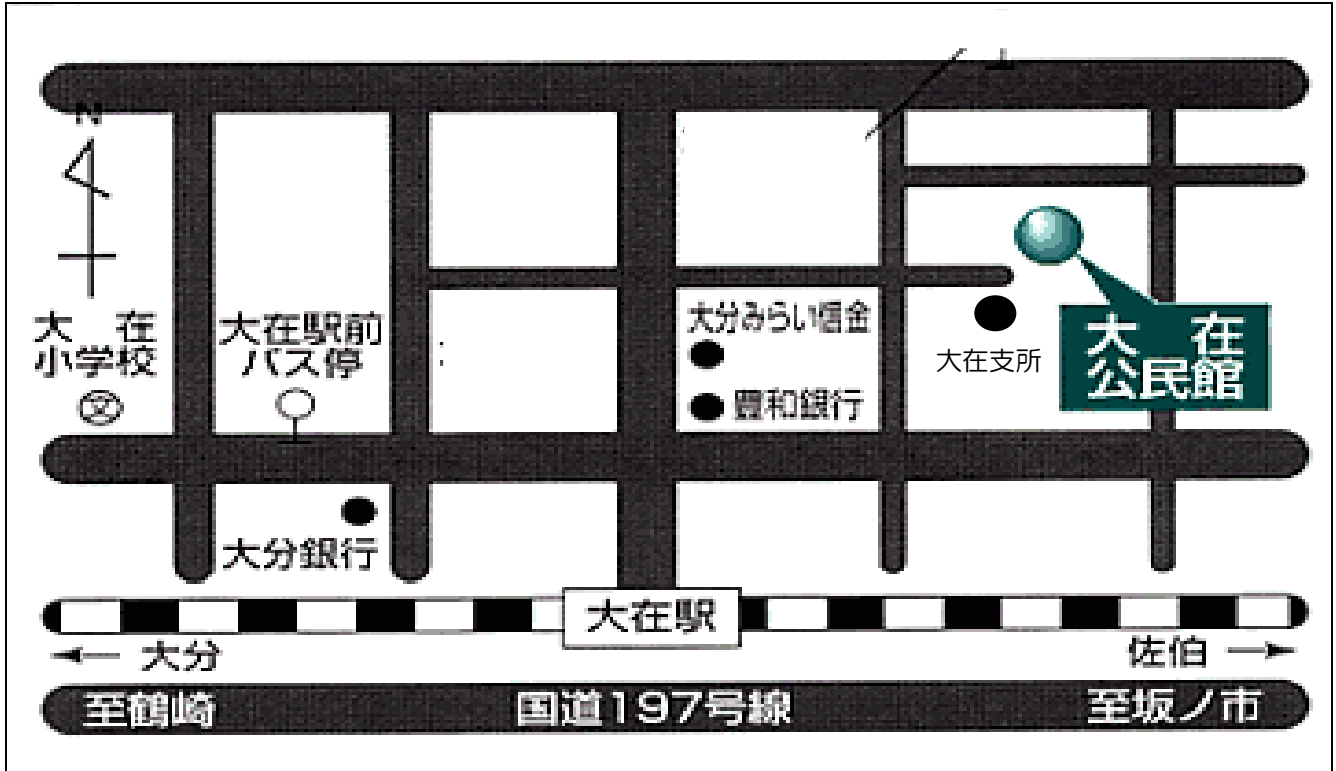 N
大 在
小学校
文
大在駅前
バス停
大分みらい信金
豊和銀行
大在支所
大 在
公民館
大分銀行
大在駅
← 大分
佐伯 →
至鶴崎
国道197号線
至坂ノ市